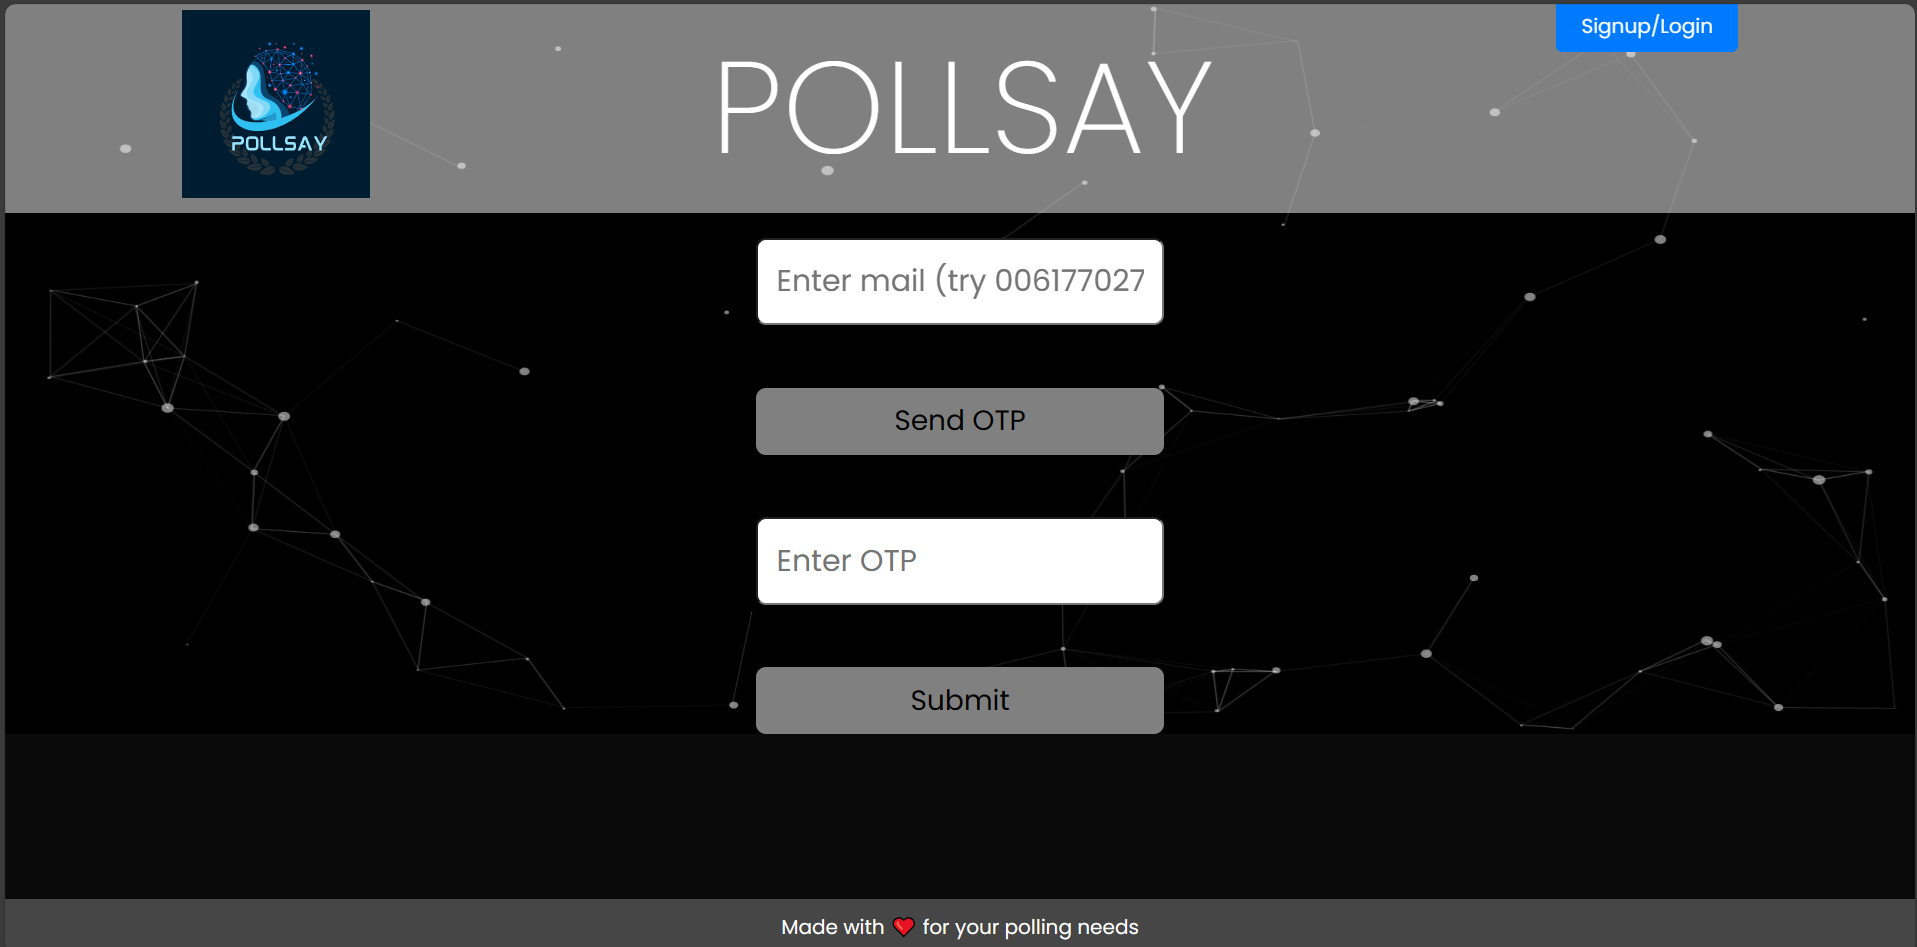 Signup/Login
POLLSAY
POLLSAY
Enter mail (try 006177027
Send OTP
Enter OTP
Submit
Made with ❤️ for your polling needs